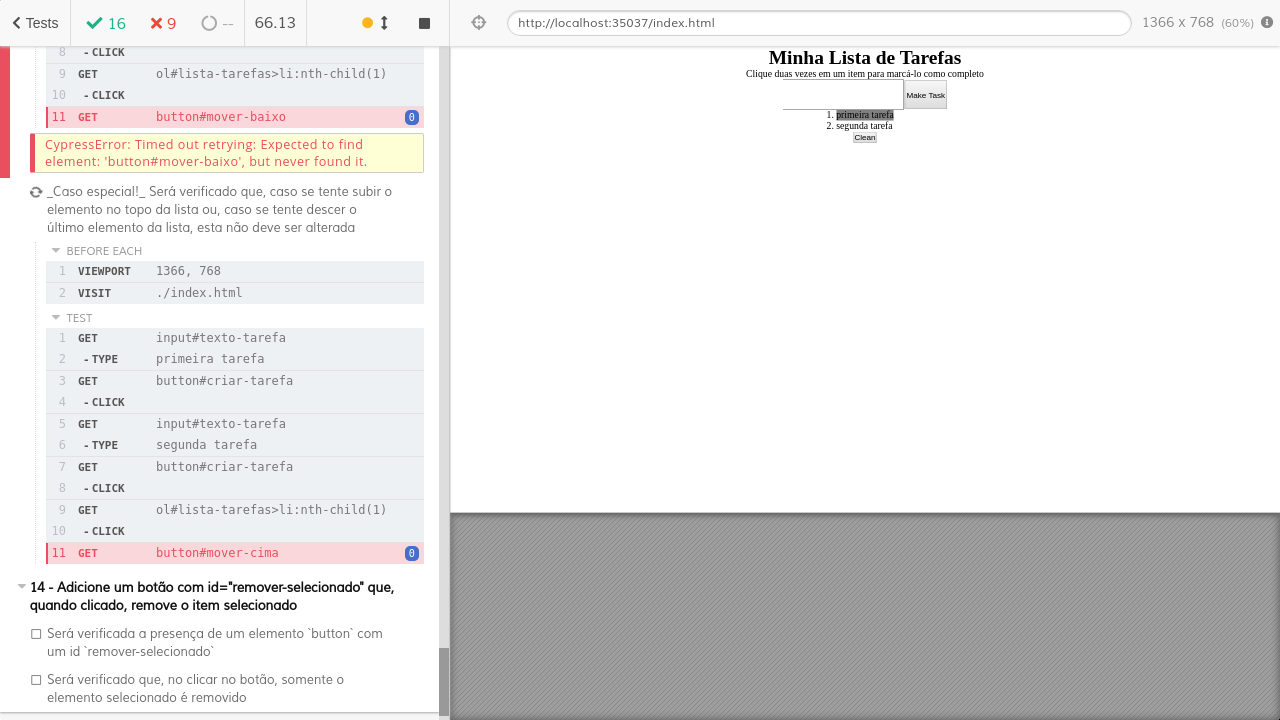 Tests 16 9 -- 66.13
http://localhost:35037/index.html 1366 x 768 (60%)
8 -CLICK
9 GET ol#lista-tarefas>li:nth-child(1)
10 -CLICK
11 GET button#mover-baixo 0
CypressError: Timed out retrying: Expected to find
element: 'button#mover-baixo', but never found it.
_Caso especial!_ Será verificado que, caso se tente subir o
elemento no topo da lista ou, caso se tente descer o
último elemento da lista, esta não deve ser alterada
BEFORE EACH
1 VIEWPORT 1366, 768
2 VISIT ./index.html
TEST
1 GET input#texto-tarefa
2 -TYPE primeira tarefa
3 GET button#criar-tarefa
4 -CLICK
5 GET input#texto-tarefa
6 -TYPE segunda tarefa
7 GET button#criar-tarefa
8 -CLICK
9 GET ol#lista-tarefas>li:nth-child(1)
10 -CLICK
11 GET button#mover-cima 0
14 - Adicione um botão com id="remover-selecionado" que,
quando clicado, remove o item selecionado
Será verificada a presença de um elemento `button` com
um id `remover-selecionado`
Será verificado que, no clicar no botão, somente o
elemento selecionado é removido
Minha Lista de Tarefas
Clique duas vezes em um item para marcá-lo como completo
Make Task
1. primeira tarefa
2. segunda tarefa
Clean